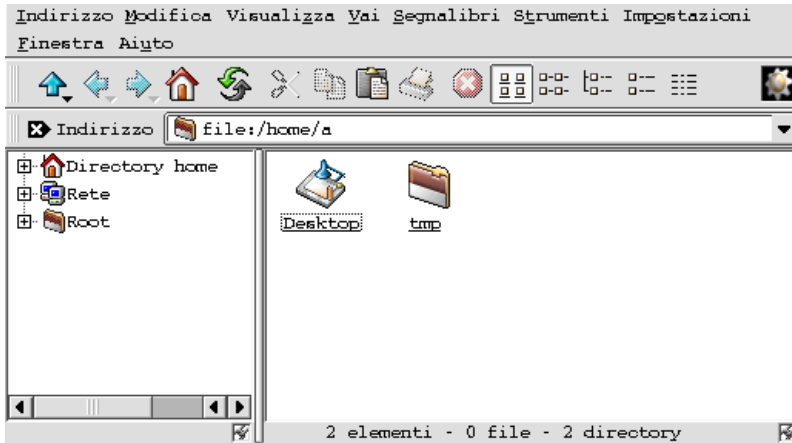 Indirizzo Modifica Visualizza Vai Segnalibri Strumenti Impostazioni
Finestra Aiuto
Indirizzo file:/home/a
Directory home
Rete
Root
Desktop tmp
2 elementi - 0 file - 2 directory